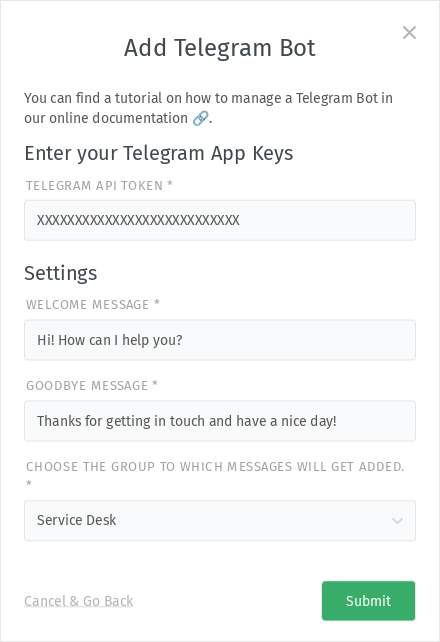 Add Telegram Bot
You can find a tutorial on how to manage a Telegram Bot in
our online documentation 🔗.
Enter your Telegram App Keys
TELEGRAM API TOKEN *
XXXXXXXXXXXXXXXXXXXXXXXXXXX
Settings
WELCOME MESSAGE *
Hi! How can I help you?
GOODBYE MESSAGE *
Thanks for getting in touch and have a nice day!
CHOOSE THE GROUP TO WHICH MESSAGES WILL GET ADDED.
*
Service Desk
Cancel & Go Back
Submit